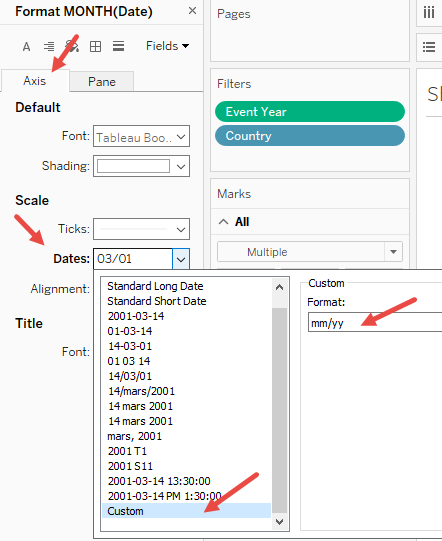 Format MONTH(Date)
Fields
Axis
Pane
Default
Font: Tableau Boo..
Shading:
Scale
Ticks:
Dates: 03/01
Alignment:
Title
Font:
Standard Long Date
Standard Short Date
2001-03-14
01-03-14
14-03-01
01 03 14
14/03/01
14/mars/2001
14 mars 2001
14 mars 2001
mars, 2001
2001 T1
2001 S11
2001-03-14 13:30:00
2001-03-14 PM 1:30:00
Custom
Custom
Format:
mm/yy
Pages
Filters
Event Year
Country
Marks
All
Multiple